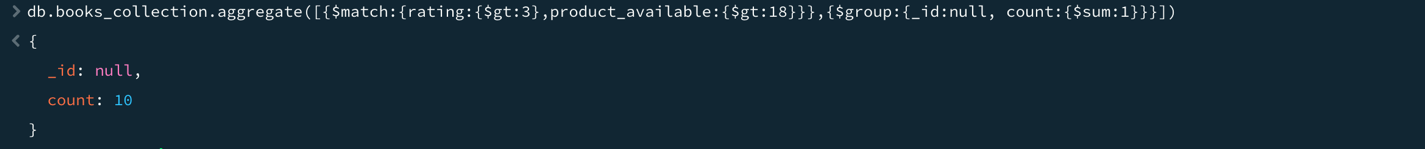 > db.books_collection.aggregate([{$match:{rating:{$gt:3},product_available:{$gt:18}}},{$group:{_id:null, count:{$sum:1}}}])
< {
_id: null,
count: 10
}